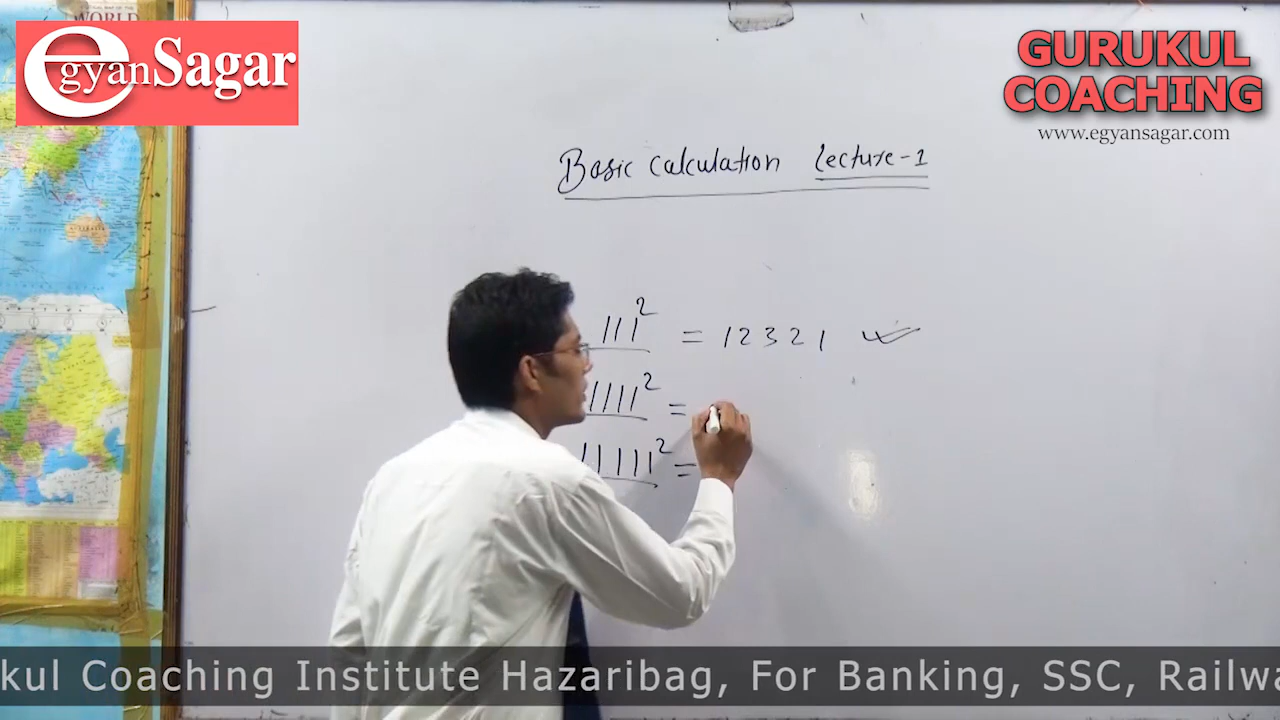 WORLD
egyanSagar
GURUKUL
COACHING
www.egyansagar.com
Basic Calculation Lecture-1
111² = 12321
1111² =
11111² =
kul Coaching Institute Hazaribag, For Banking, SSC, Railwa